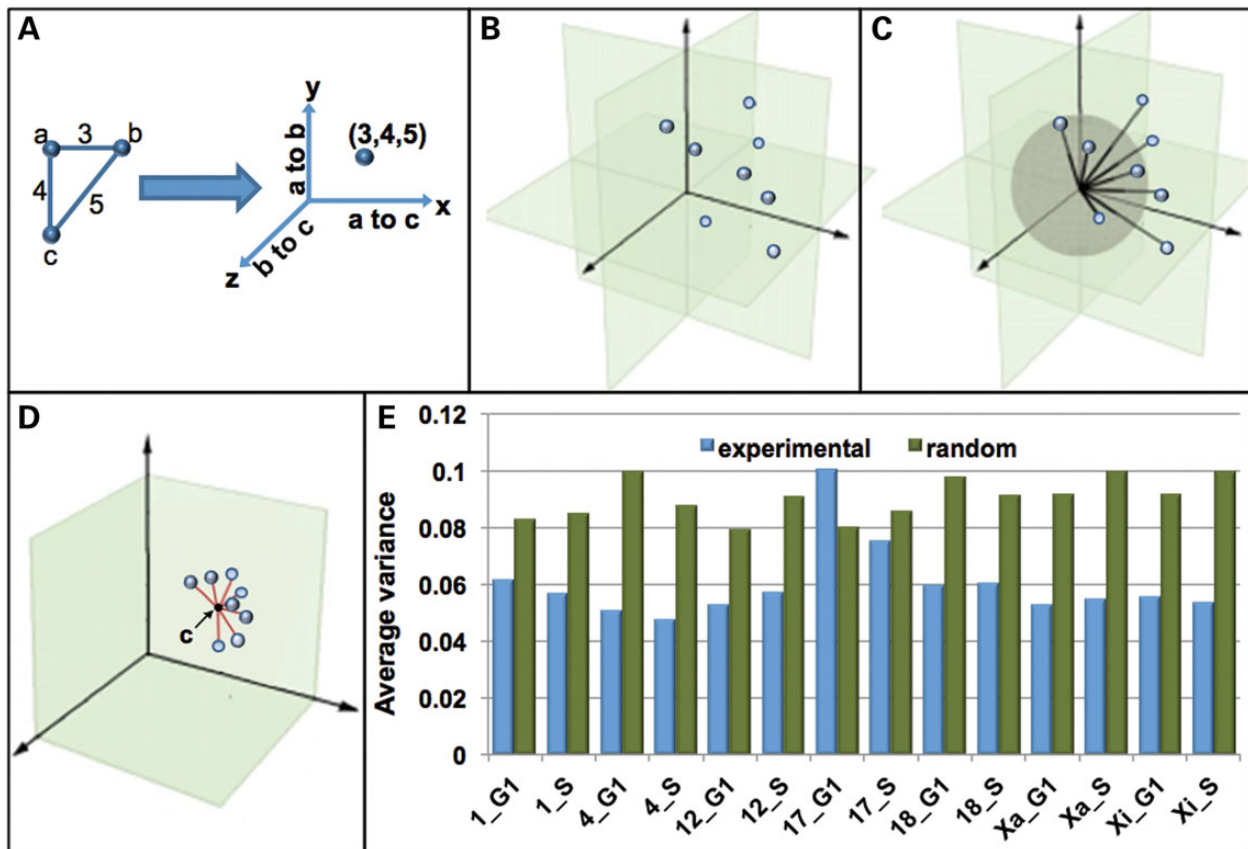 A
a 3 b
4
5
c
y
a to b
(3,4,5)
x
a to c
b to c
z
B
C
D
c
E
0.12
0.1
0.08
0.06
0.04
0.02
0
Average variance
experimental random
1_G1 1_S 4_G1 4_S 12_G1 12_S 17_G1 17_S 18_G1 18_S Xa_G1 Xa_S Xi_G1 Xi_S